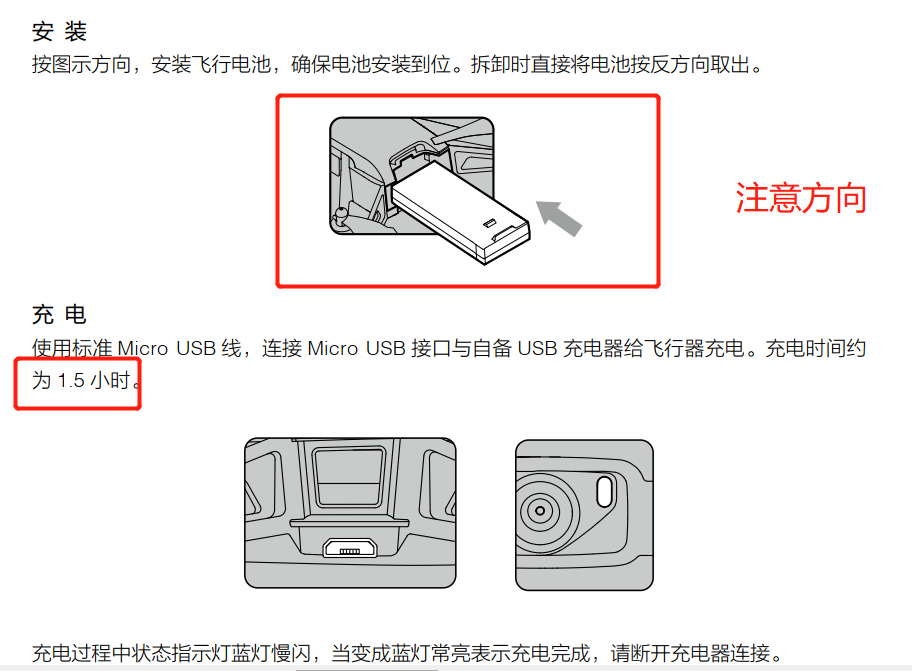 安 装
按图示方向，安装飞行电池，确保电池安装到位。拆卸时直接将电池按反方向取出。
注意方向
充 电
使用标准 Micro USB 线，连接 Micro USB 接口与自备 USB 充电器给飞行器充电。充电时间约
为 1.5 小时。
充电过程中状态指示灯蓝灯慢闪，当变成蓝灯常亮表示充电完成，请断开充电器连接。